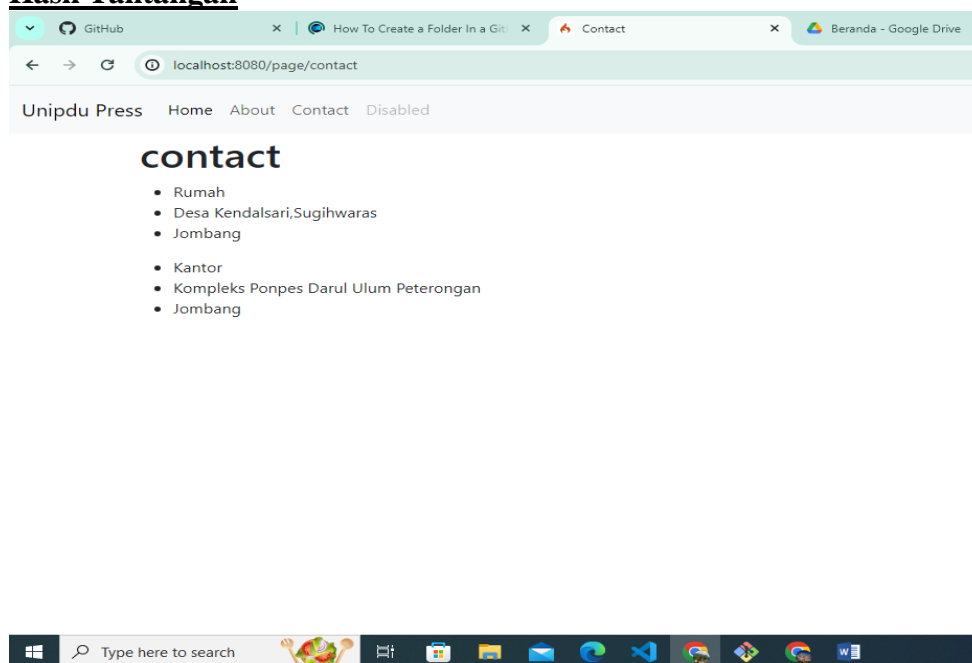 Hasil Tantangan
GitHub
How To Create a Folder In a Git
Contact
Beranda - Google Drive
localhost:8080/page/contact
Unipdu Press Home About Contact Disabled
contact
Rumah
Desa Kendalsari,Sugihwaras
Jombang
Kantor
Kompleks Ponpes Darul Ulum Peterongan
Jombang
Type here to search